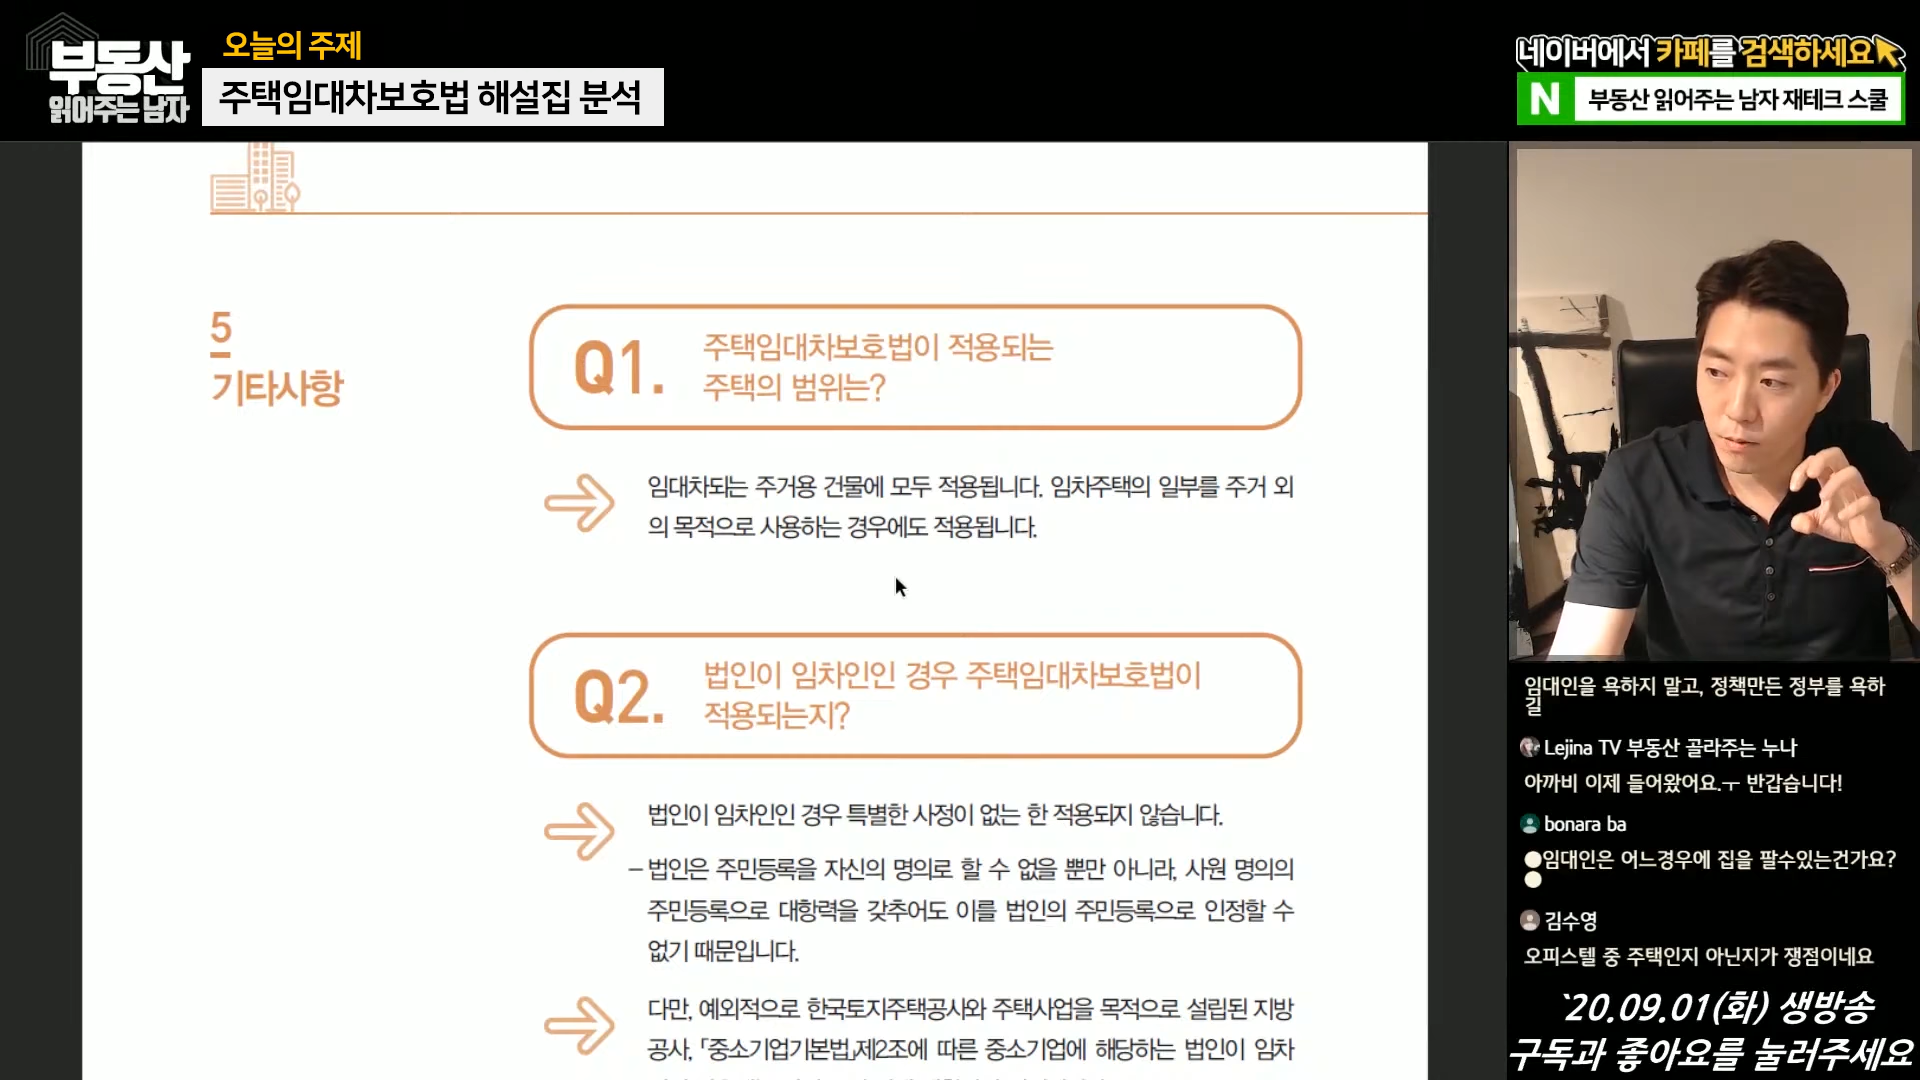 부동산
읽어주는 남자
오늘의 주제
주택임대차보호법 해설집 분석
네이버에서 카페를 검색하세요
N 부동산 읽어주는 남자 재테크 스쿨
5
기타사항
Q1. 주택임대차보호법이 적용되는
주택의 범위는?
임대차되는 주거용 건물에 모두 적용됩니다. 임차주택의 일부를 주거 외
의 목적으로 사용하는 경우에도 적용됩니다.
Q2. 법인이 임차인인 경우 주택임대차보호법이
적용되는지?
법인이 임차인인 경우 특별한 사정이 없는 한 적용되지 않습니다.
– 법인은 주민등록을 자신의 명의로 할 수 없을 뿐만 아니라, 사원 명의의
주민등록으로 대항력을 갖추어도 이를 법인의 주민등록으로 인정할 수
없기 때문입니다.
다만, 예외적으로 한국토지주택공사와 주택사업을 목적으로 설립된 지방
공사, 「중소기업기본법」제2조에 따른 중소기업에 해당하는 법인이 임차
임대인을 욕하지 말고, 정책만든 정부를 욕하
길
Lejina TV 부동산 골라주는 누나
아까비 이제 들어왔어요.ㅜ 반갑습니다!
bonara ba
임대인은 어느경우에 집을 팔수있는건가요?
김수영
오피스텔 중 주택인지 아닌지가 쟁점이네요
`20.09.01(화) 생방송
구독과 좋아요를 눌러주세요